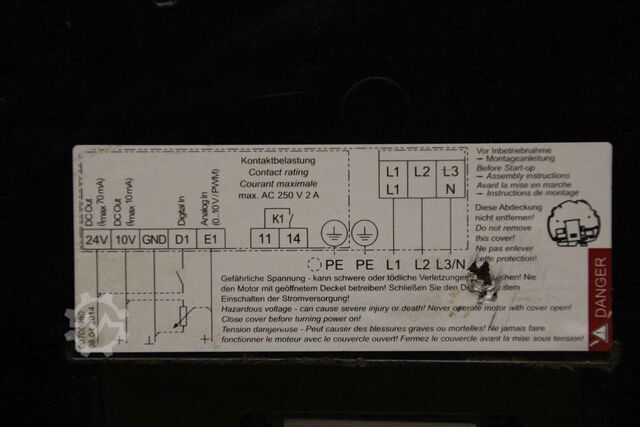 DC Out
(Imax 70 mA)
DC Out
(Imax 10 mA)
Digital In
Analog In
(0..10 V / PWM)
Kontaktbelastung
Contact rating
Courant maximale
max. AC 250 V 2 A
K1
24V 10V GND D1 E1
11 14
L1 L2 L3
L1 N
PE PE L1 L2 L3/N
Vor Inbetriebnahme
→ Montageanleitung
Before Start-up
→ Assembly instructions
Avant la mise en marche
→ Instructions de montage
Diese Abdeckung
nicht entfernen!
Do not remove
this cover!
Ne pas enlever
cette protection!
DANGER
08.04.2014
Gefährliche Spannung - kann schwere oder tödliche Verletzungen Nie
den Motor mit geöffnetem Deckel betreiben! Schließen Sie den dem
Einschalten der Stromversorgung!
Hazardous voltage - can cause severe injury or death! Never operate motor with cover open!
Close cover before turning power on!
Tension dangereuse - Peut causer des blessures graves ou mortelles! Ne jamais faire
fonctionner le moteur avec le couvercle ouvert! Fermez le couvercle avant la mise sous tension!